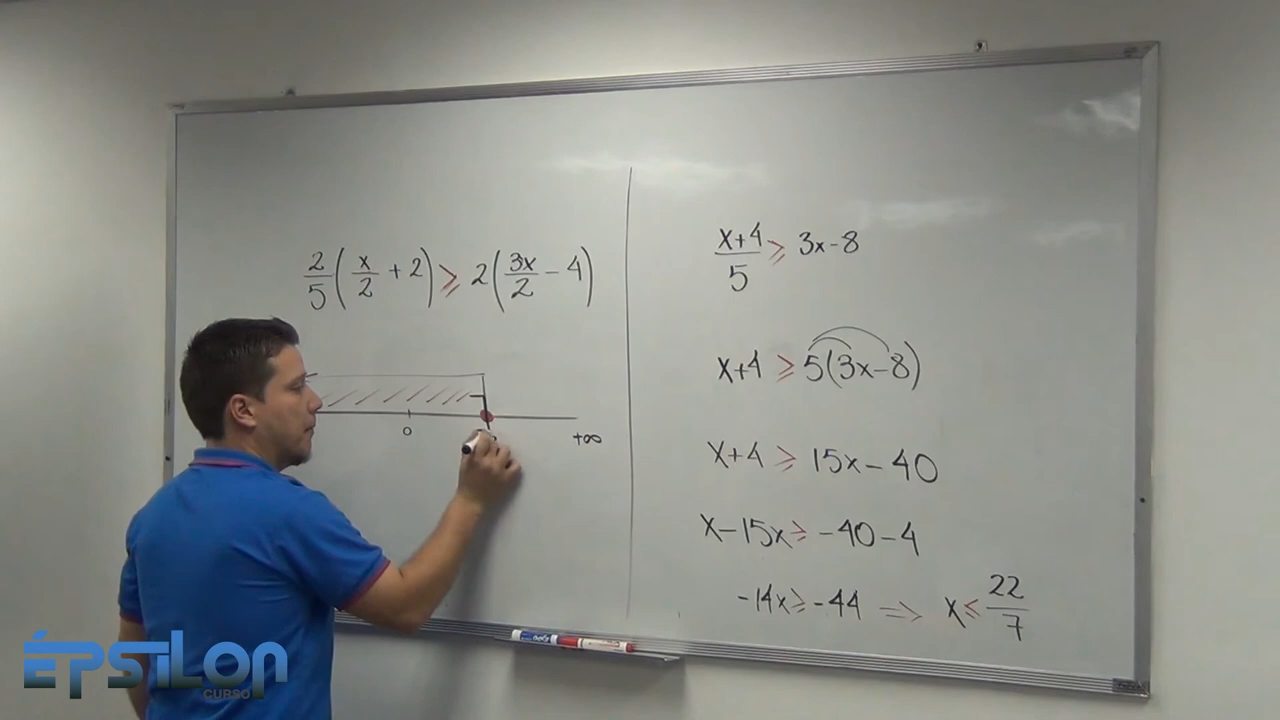 2/5 ( x/2 + 2 ) ⩾ 2 ( 3x/2 - 4 )
0 +∞
x+4/5 ⩾ 3x-8
x+4 ⩾ 5(3x-8)
x+4 ⩾ 15x-40
x-15x ⩾ -40-4
-14x ⩾ -44 => x ⩽ 22/7
ÉPSILON
CURSO